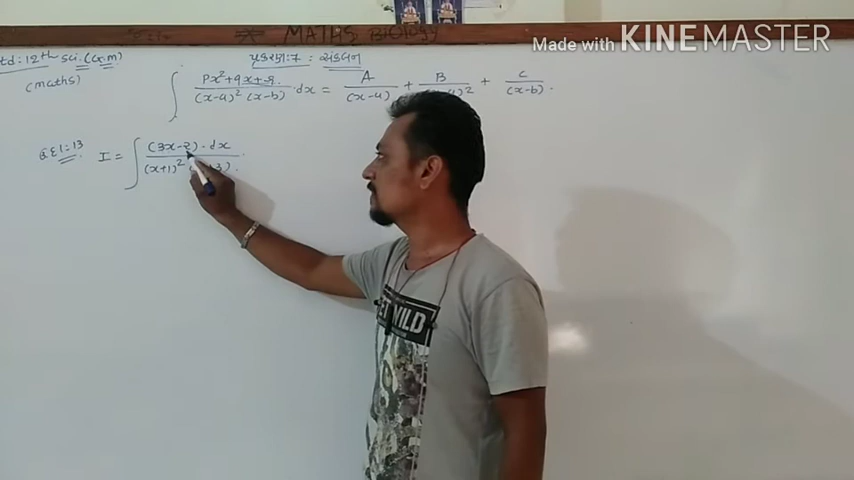 Made with KINEMASTER
MATHS BIOLOGY
Std: 12th sci. (G.M)
(maths)
પ્રકરણ: 7 = સંકલન
∫ Px²+qx+r / (x-a)² (x-b) · dx = A/(x-a) + B/(x-a)² + C/(x-b) .
: 13 I = ∫ (3x-2) · dx / (x+1)² (x+3) .
WILD